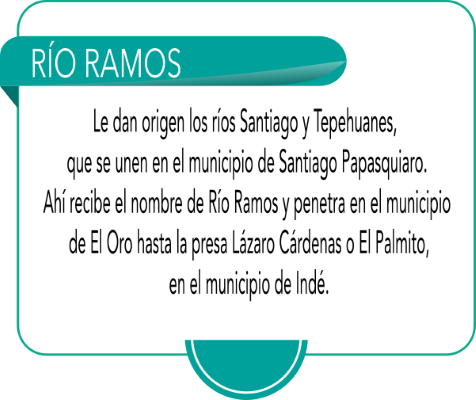 RÍO RAMOS
Le dan origen los ríos Santiago y Tepehuanes,
que se unen en el municipio de Santiago Papasquiaro.
Ahí recibe el nombre de Río Ramos y penetra en el municipio
de El Oro hasta la presa Lázaro Cárdenas o El Palmito,
en el municipio de Indé.